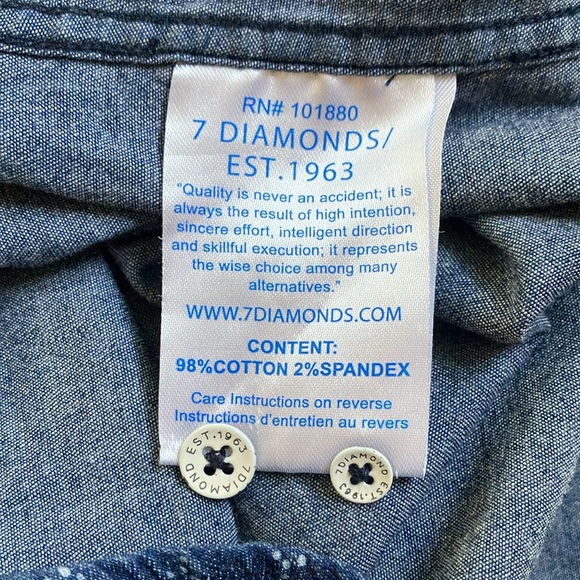 RN# 101880
7 DIAMONDS/
EST.1963
"Quality is never an accident; it is
always the result of high intention,
sincere effort, intelligent direction
and skillful execution; it represents
the wise choice among many
alternatives."
WWW.7DIAMONDS.COM
CONTENT:
98%COTTON 2%SPANDEX
Care Instructions on reverse
Instructions d'entretien au revers
7DIAMOND EST.1963
7DIAMOND EST.1963